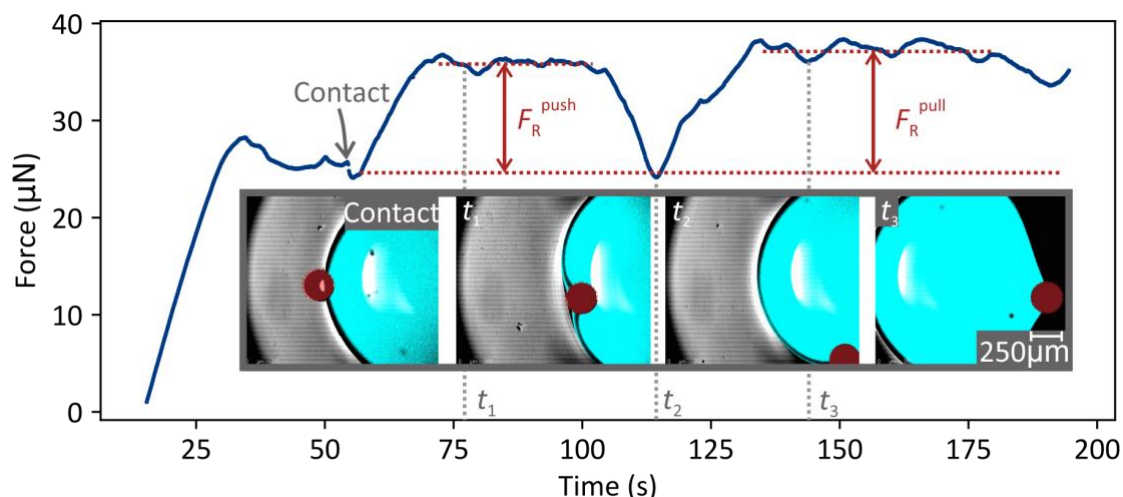 40
30
20
10
0
Force (µN)
Contact
F_R^push
F_R^pull
Contact
t₁
t₂
t₃
250µm
t₁
t₂
t₃
25
50
75
100
125
150
175
200
Time (s)